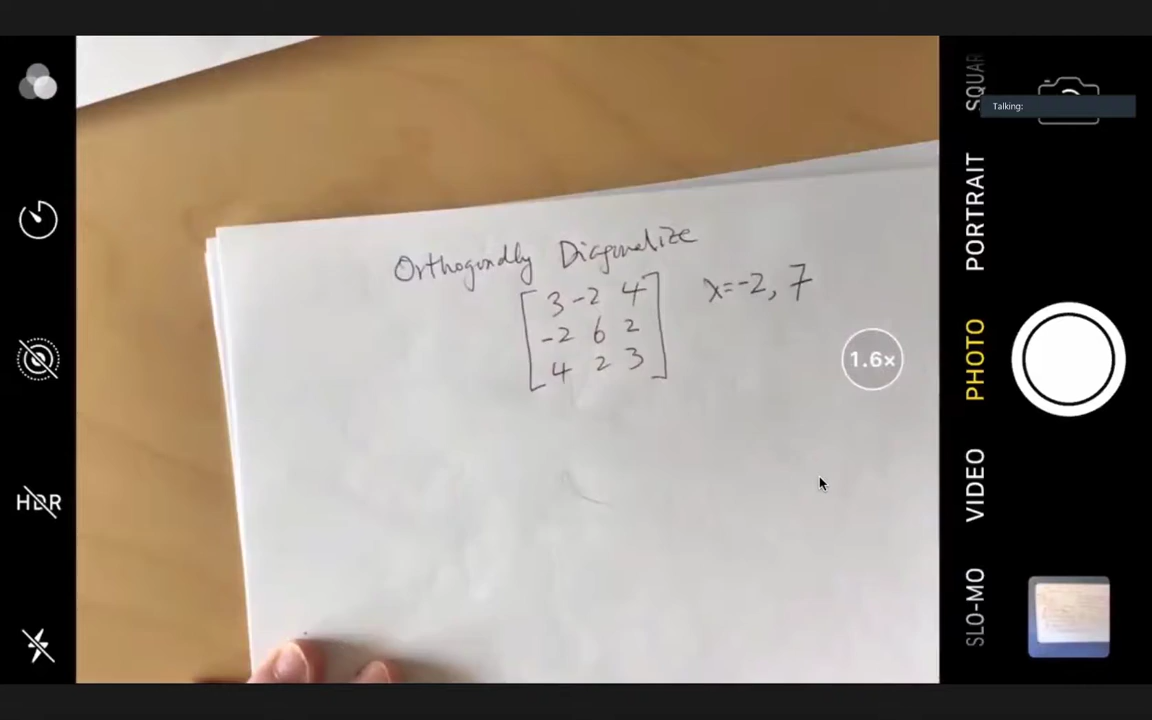 SQUAR
Talking:
PORTRAIT
Orthogonally Diagonalize
[3 -2 4] λ=-2, 7
[-2 6 2]
[4 2 3]
1.6x
PHOTO
VIDEO
HDR
SLO-MO